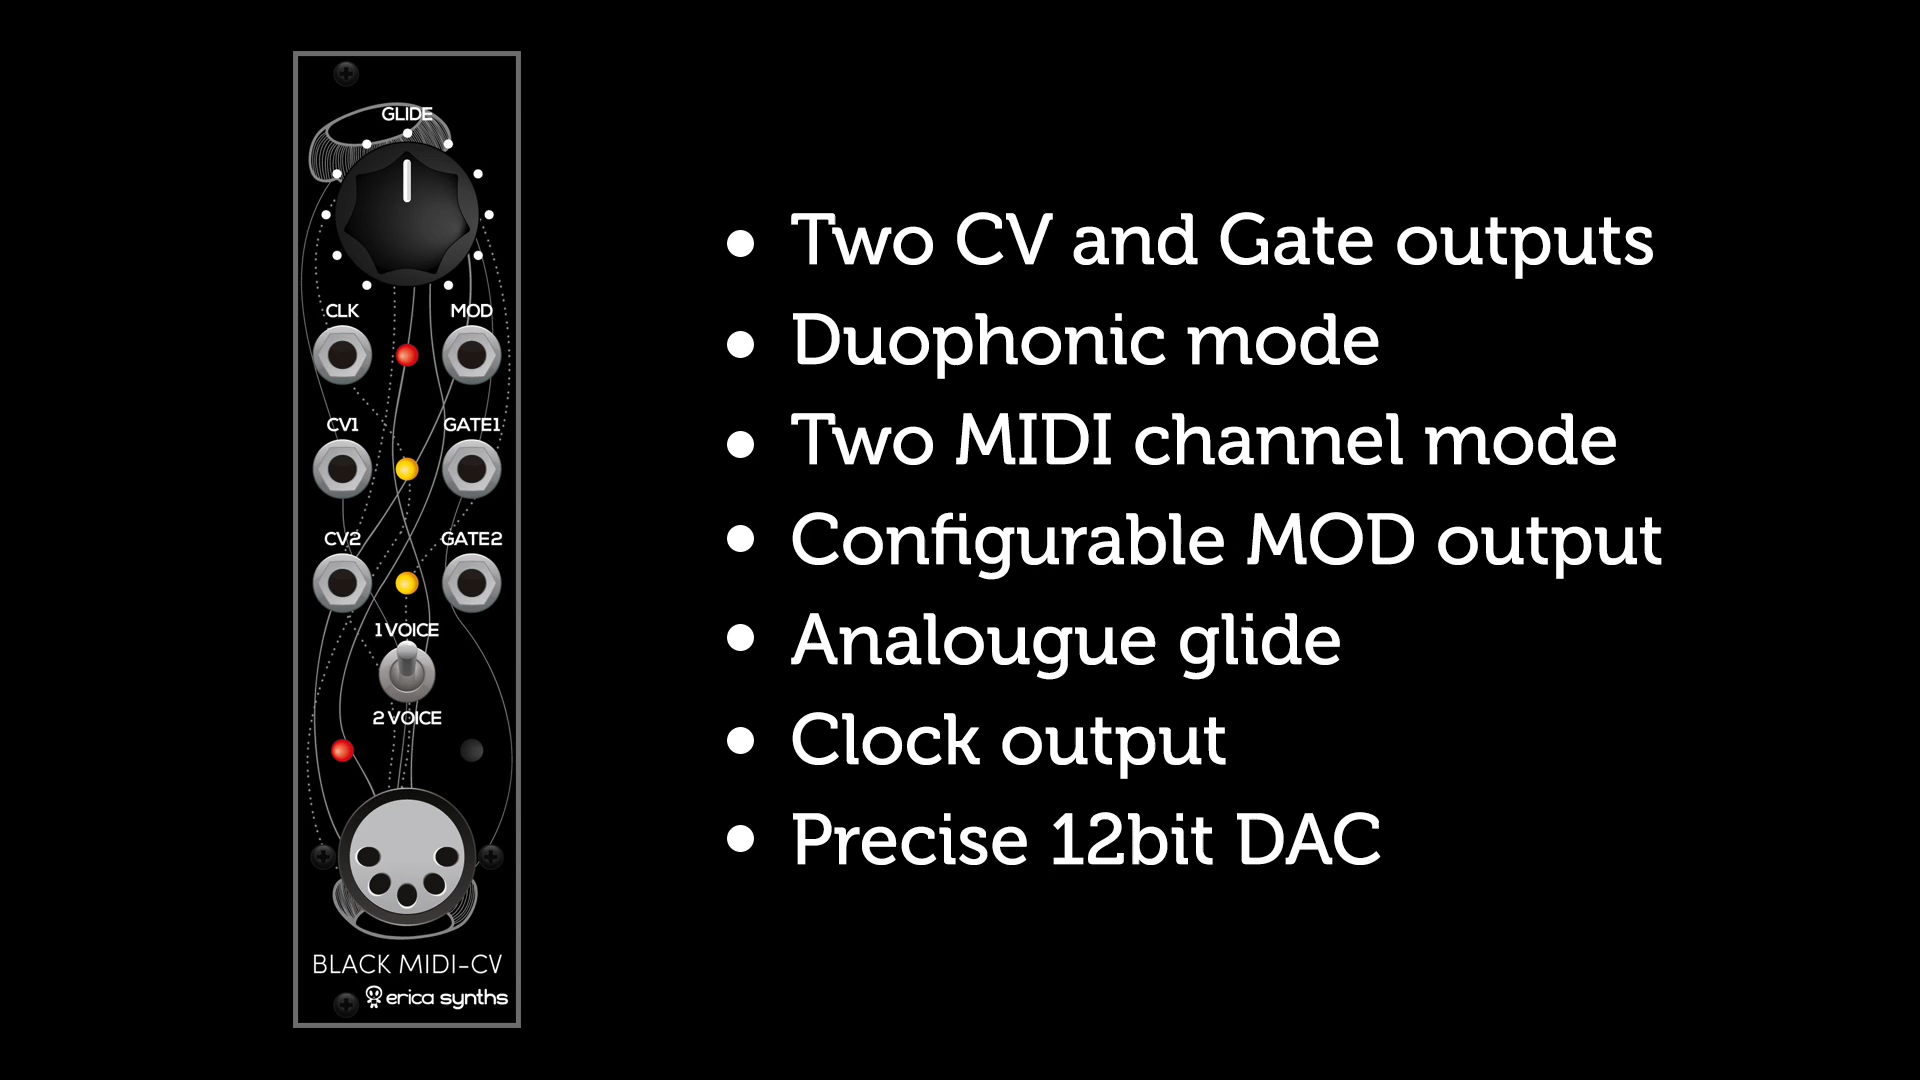 GLIDE
CLK MOD
CV1 GATE1
CV2 GATE2
1 VOICE
2 VOICE
BLACK MIDI-CV
erica synths
• Two CV and Gate outputs
• Duophonic mode
• Two MIDI channel mode
• Configurable MOD output
• Analougue glide
• Clock output
• Precise 12bit DAC